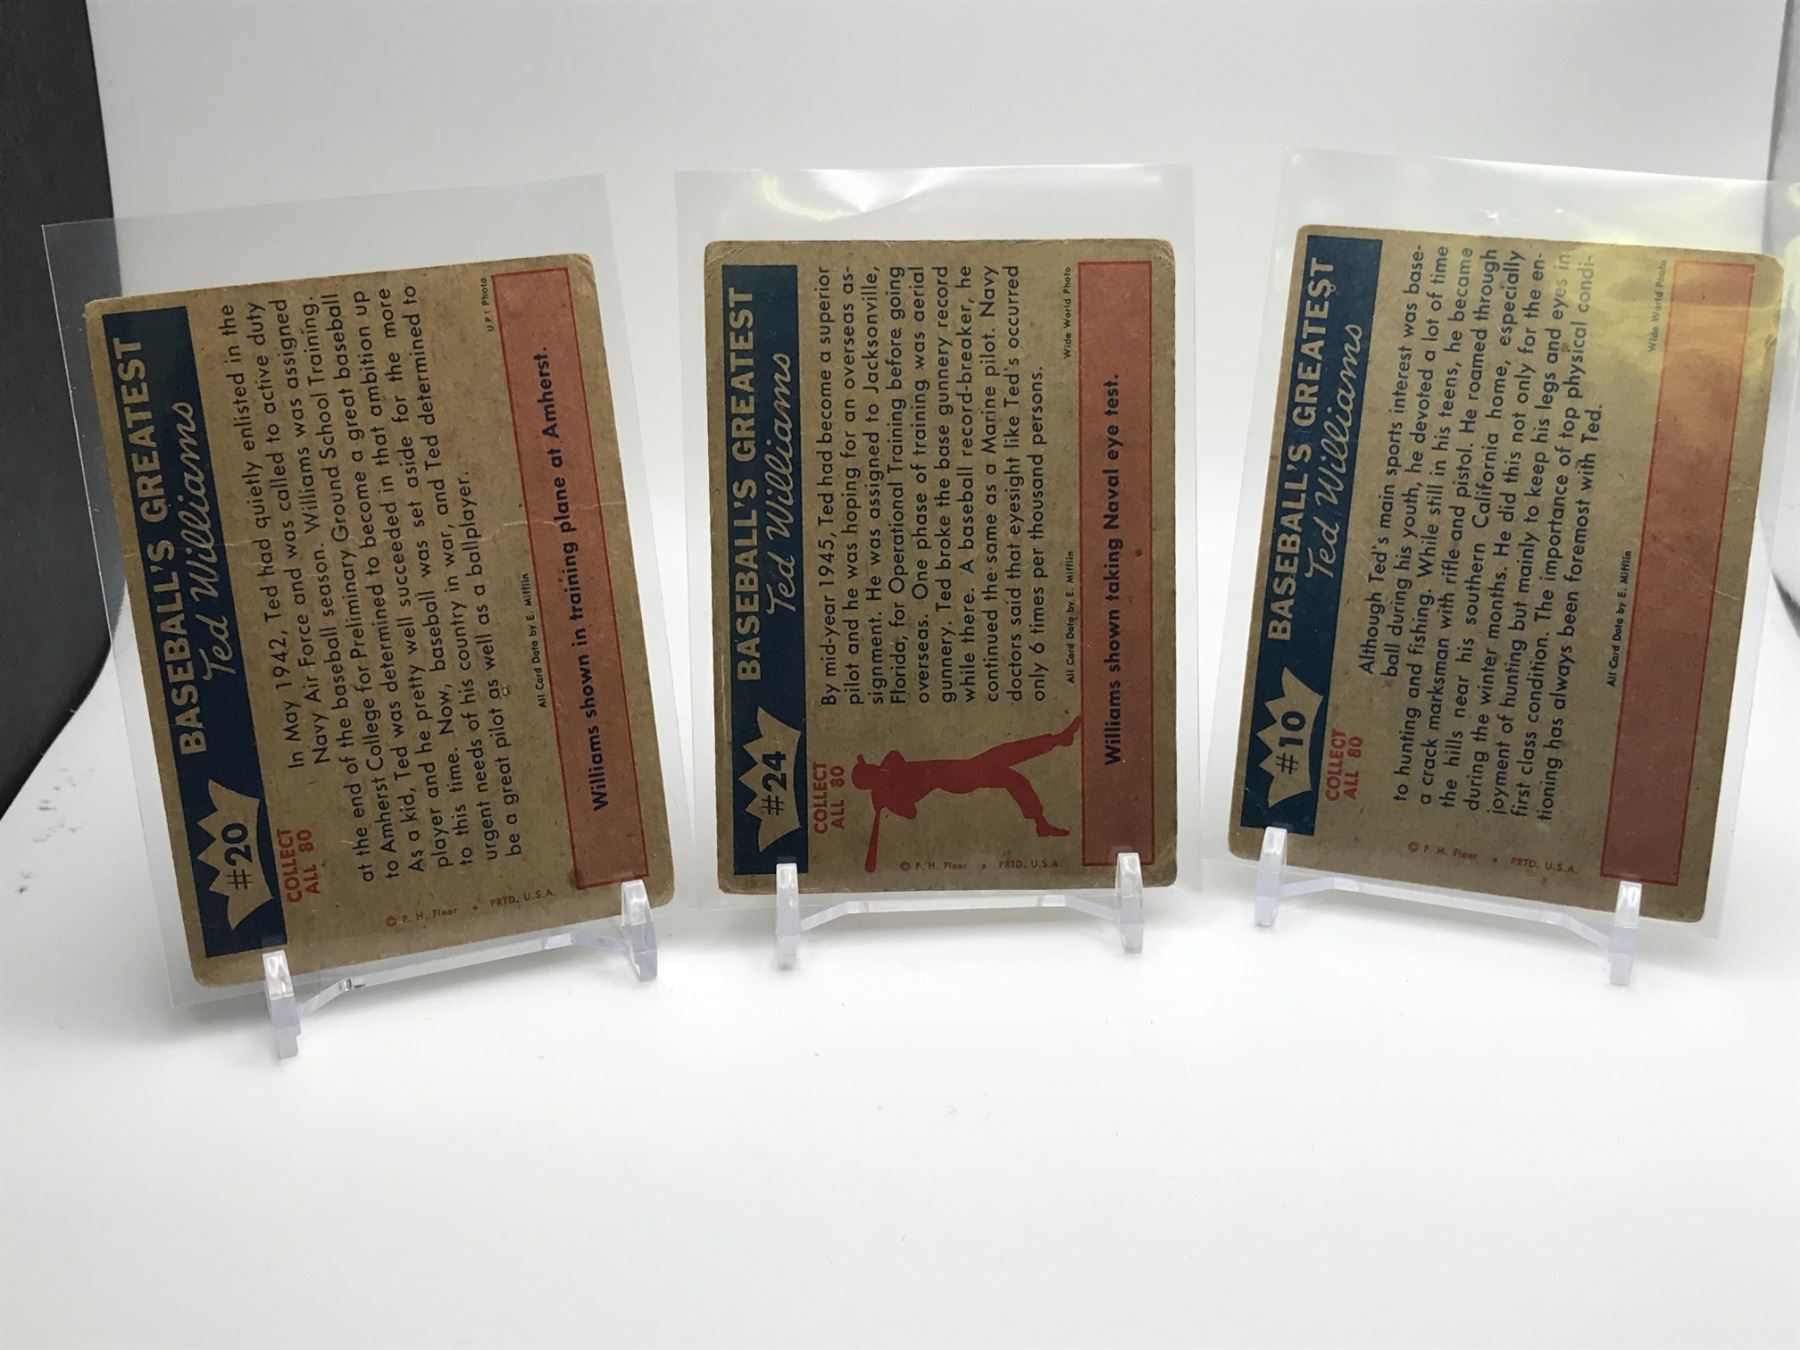 #20
BASEBALL'S GREATEST
Ted Williams
COLLECT
ALL 80
In May 1942, Ted had quietly enlisted in the
Navy Air Force and was called to active duty
at the end of the baseball season. Williams was assigned
to Amherst College for Preliminary Ground School Training.
As a kid, Ted was determined to become a great baseball
player and he pretty well succeeded in that ambition up
to this time. Now, baseball was set aside for the more
urgent needs of his country in war, and Ted determined to
be a great pilot as well as a ballplayer.
All Card Data by E. Mifflin
U.P.I Photo
© F. H. Fleer • PRTD. U.S.A.
Williams shown in training plane at Amherst.
#24
BASEBALL'S GREATEST
Ted Williams
COLLECT
ALL 80
By mid-year 1945, Ted had become a superior
pilot and he was hoping for an overseas as-
signment. He was assigned to Jacksonville,
Florida, for Operational Training before going
overseas. One phase of training was aerial
gunnery. Ted broke the base gunnery record
while there. A baseball record-breaker, he
continued the same as a Marine pilot. Navy
doctors said that eyesight like Ted's occurred
only 6 times per thousand persons.
All Card Data by E. Mifflin
Wide World Photo
© F. H. Fleer • PRTD. U.S.A.
Williams shown taking Naval eye test.
#10
BASEBALL'S GREATEST
Ted Williams
COLLECT
ALL 80
Although Ted's main sports interest was base-
ball during his youth, he devoted a lot of time
to hunting and fishing. While still in his teens, he became
a crack marksman with rifle and pistol. He roamed through
the hills near his southern California home, especially
during the winter months. He did this not only for the en-
joyment of hunting but mainly to keep his legs and eyes in
first class condition. The importance of top physical condi-
tioning has always been foremost with Ted.
All Card Data by E. Mifflin
Wide World Photo
© F. H. Fleer • PRTD. U.S.A.